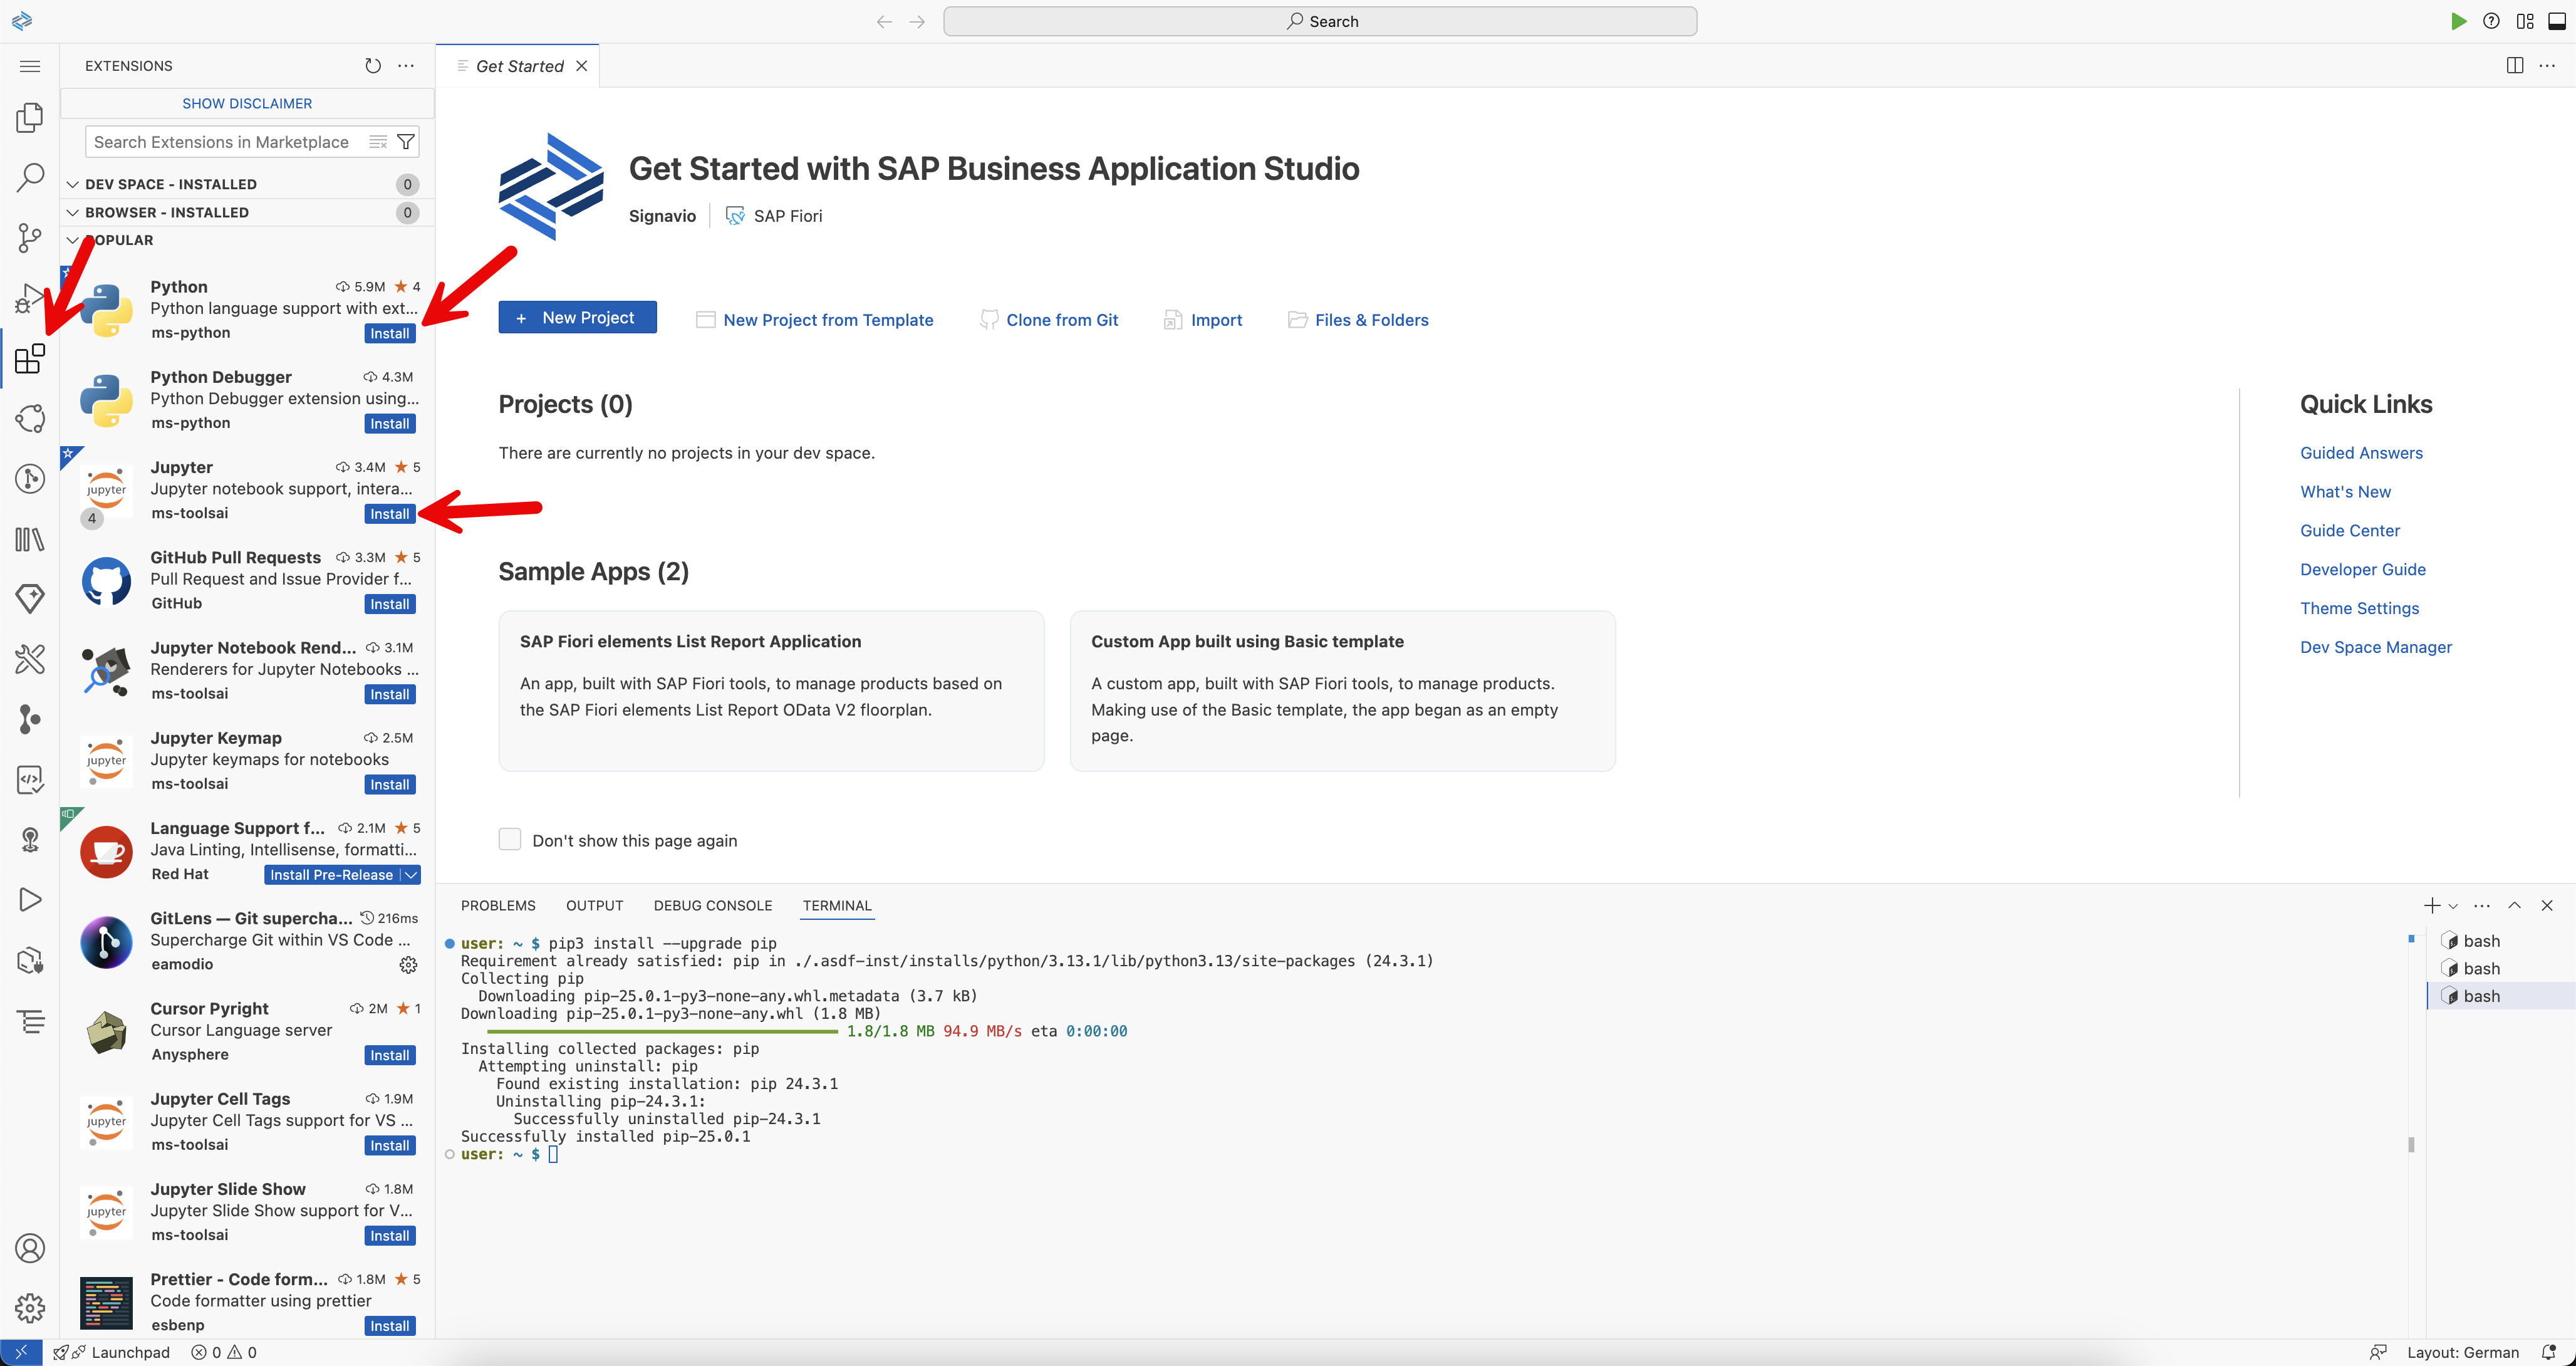 Search
EXTENSIONS
SHOW DISCLAIMER
Search Extensions in Marketplace
DEV SPACE - INSTALLED 0
BROWSER - INSTALLED 0
POPULAR
Python 5.9M 4
Python language support with ext...
ms-python Install
Python Debugger 4.3M
Python Debugger extension using...
ms-python Install
Jupyter 3.4M 5
Jupyter notebook support, intera...
ms-toolsai Install
jupyter
4
GitHub Pull Requests 3.3M 5
Pull Request and Issue Provider f...
GitHub Install
Jupyter Notebook Rend... 3.1M
Renderers for Jupyter Notebooks ...
ms-toolsai Install
Jupyter Keymap 2.5M
Jupyter keymaps for notebooks
ms-toolsai Install
jupyter
Language Support f... 2.1M 5
Java Linting, Intellisense, formatti...
Red Hat Install Pre-Release
GitLens — Git supercha... 216ms
Supercharge Git within VS Code ...
eamodio
Cursor Pyright 2M 1
Cursor Language server
Anysphere Install
Jupyter Cell Tags 1.9M
Jupyter Cell Tags support for VS ...
ms-toolsai Install
jupyter
Jupyter Slide Show 1.8M
Jupyter Slide Show support for V...
ms-toolsai Install
jupyter
Prettier - Code form... 1.8M 5
Code formatter using prettier
esbenp Install
Get Started
Get Started with SAP Business Application Studio
Signavio SAP Fiori
+ New Project New Project from Template Clone from Git Import Files & Folders
Projects (0)
There are currently no projects in your dev space.
Sample Apps (2)
SAP Fiori elements List Report Application
An app, built with SAP Fiori tools, to manage products based on
the SAP Fiori elements List Report OData V2 floorplan.
Custom App built using Basic template
A custom app, built with SAP Fiori tools, to manage products.
Making use of the Basic template, the app began as an empty
page.
Don't show this page again
Quick Links
Guided Answers
What's New
Guide Center
Developer Guide
Theme Settings
Dev Space Manager
PROBLEMS OUTPUT DEBUG CONSOLE TERMINAL
user: ~ $ pip3 install --upgrade pip
Requirement already satisfied: pip in ./.asdf-inst/installs/python/3.13.1/lib/python3.13/site-packages (24.3.1)
Collecting pip
Downloading pip-25.0.1-py3-none-any.whl.metadata (3.7 kB)
Downloading pip-25.0.1-py3-none-any.whl (1.8 MB)
1.8/1.8 MB 94.9 MB/s eta 0:00:00
Installing collected packages: pip
Attempting uninstall: pip
Found existing installation: pip 24.3.1
Uninstalling pip-24.3.1:
Successfully uninstalled pip-24.3.1
Successfully installed pip-25.0.1
user: ~ $
bash
bash
bash
Launchpad 0 0
Layout: German